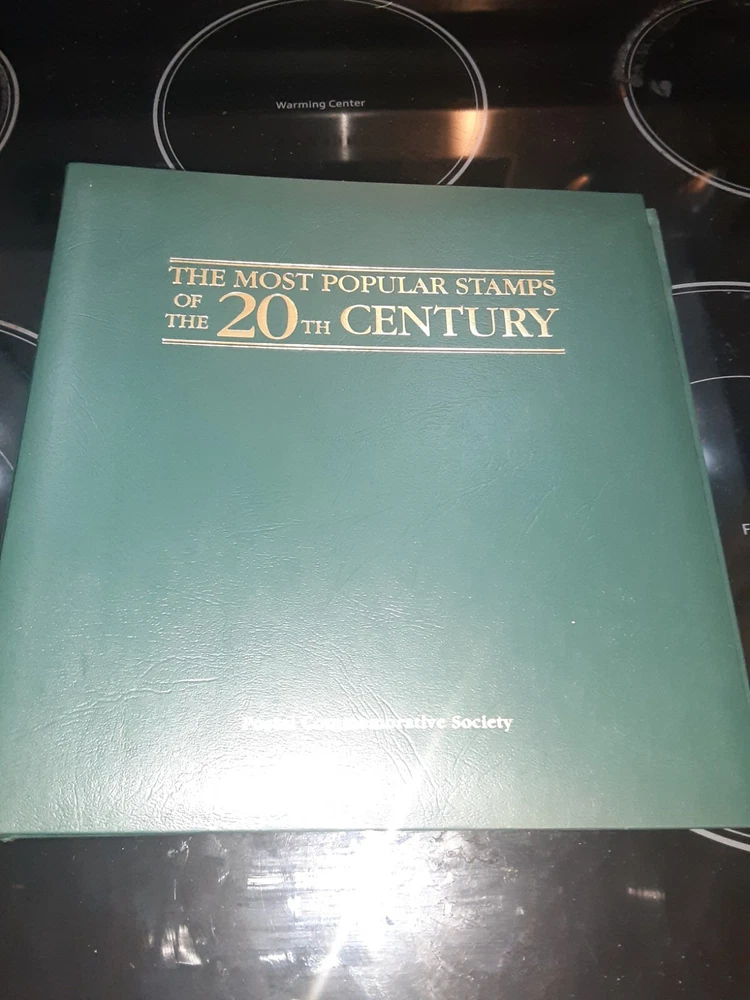 Warming Center
THE MOST POPULAR STAMPS
OF THE 20TH CENTURY
Postal Commemorative Society
F